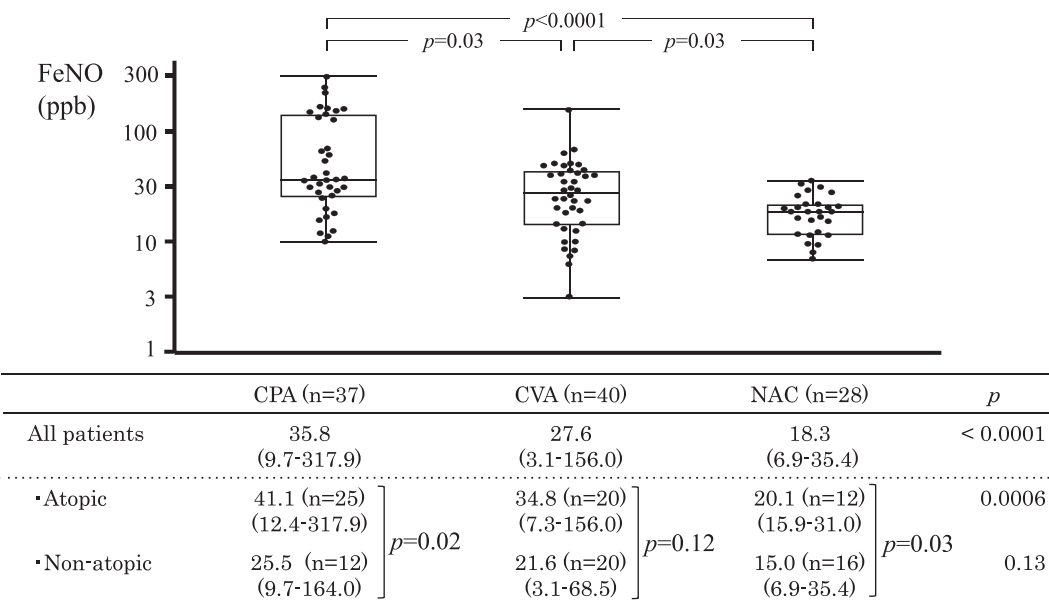 p<0.0001
p=0.03 p=0.03
FeNO
(ppb)
300
100
30
10
3
1
CPA (n=37) CVA (n=40) NAC (n=28) p
All patients 35.8 27.6 18.3 < 0.0001
(9.7-317.9) (3.1-156.0) (6.9-35.4)
▪Atopic 41.1 (n=25) 34.8 (n=20) 20.1 (n=12) 0.0006
(12.4-317.9) (7.3-156.0) (15.9-31.0)
p=0.02 p=0.12 p=0.03
▪Non-atopic 25.5 (n=12) 21.6 (n=20) 15.0 (n=16) 0.13
(9.7-164.0) (3.1-68.5) (6.9-35.4)